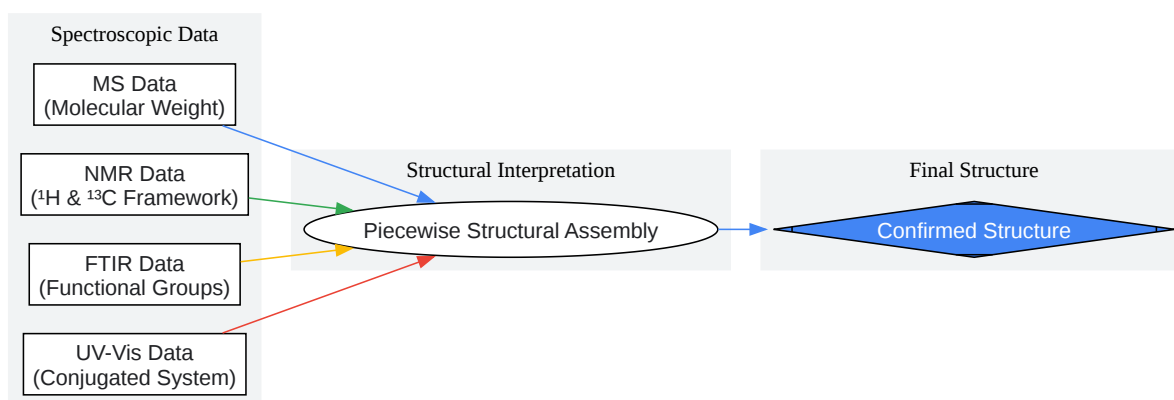 Spectroscopic Data
MS Data
(Molecular Weight)
NMR Data
(¹H & ¹³C Framework)
FTIR Data
(Functional Groups)
UV-Vis Data
(Conjugated System)
Structural Interpretation
Piecewise Structural Assembly
Final Structure
Confirmed Structure